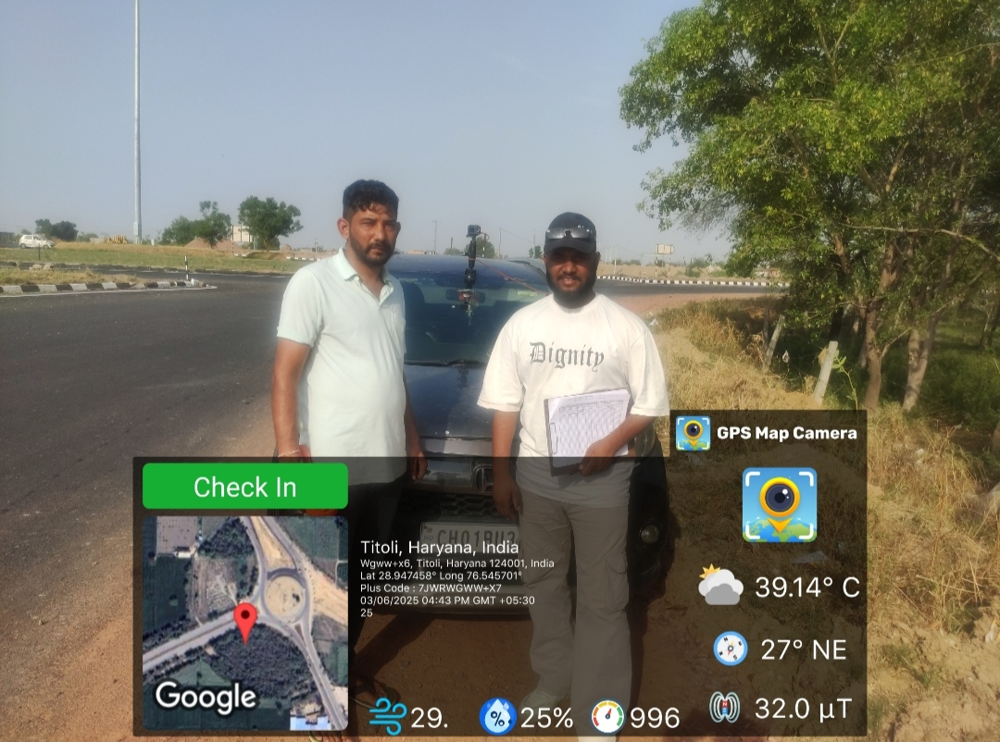 Dignity
GPS Map Camera
Check In
CH01BU
Titoli, Haryana, India
Wgww+x6, Titoli, Haryana 124001, India
Lat 28.947458° Long 76.545701°
Plus Code : 7JWRWGWW+X7
03/06/2025 04:43 PM GMT +05:30
25
39.14° C
27° NE
Google
29.
25%
996
32.0 µT